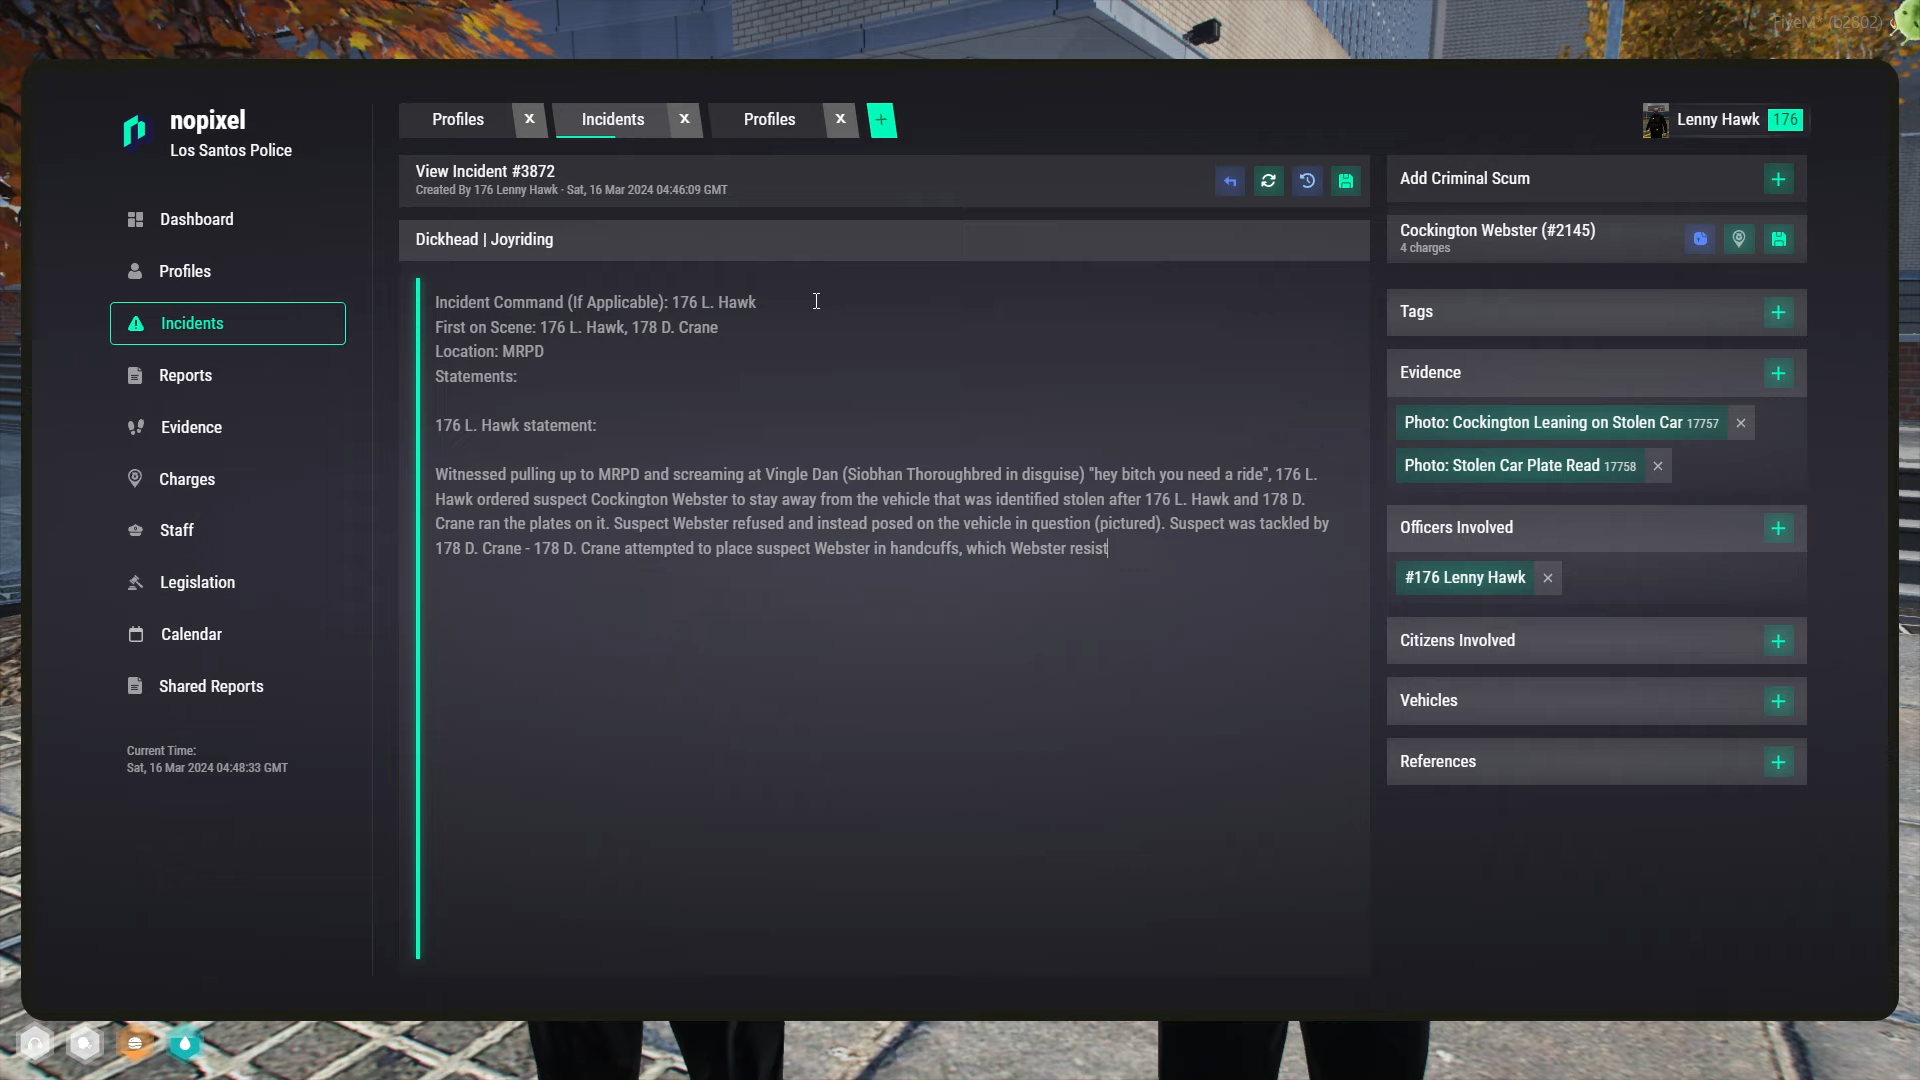 FiveM (b2802)
nopixel
Los Santos Police
Dashboard
Profiles
Incidents
Reports
Evidence
Charges
Staff
Legislation
Calendar
Shared Reports
Current Time:
Sat, 16 Mar 2024 04:48:33 GMT
Profiles x Incidents x Profiles x +
Lenny Hawk 176
View Incident #3872
Created By 176 Lenny Hawk - Sat, 16 Mar 2024 04:46:09 GMT
Dickhead | Joyriding
Incident Command (If Applicable): 176 L. Hawk
First on Scene: 176 L. Hawk, 178 D. Crane
Location: MRPD
Statements:
176 L. Hawk statement:
Witnessed pulling up to MRPD and screaming at Vingle Dan (Siobhan Thoroughbred in disguise) "hey bitch you need a ride", 176 L.
Hawk ordered suspect Cockington Webster to stay away from the vehicle that was identified stolen after 176 L. Hawk and 178 D.
Crane ran the plates on it. Suspect Webster refused and instead posed on the vehicle in question (pictured). Suspect was tackled by
178 D. Crane - 178 D. Crane attempted to place suspect Webster in handcuffs, which Webster resist
Add Criminal Scum +
Cockington Webster (#2145)
4 charges
Tags +
Evidence +
Photo: Cockington Leaning on Stolen Car 17757 ×
Photo: Stolen Car Plate Read 17758 ×
Officers Involved +
#176 Lenny Hawk ×
Citizens Involved +
Vehicles +
References +